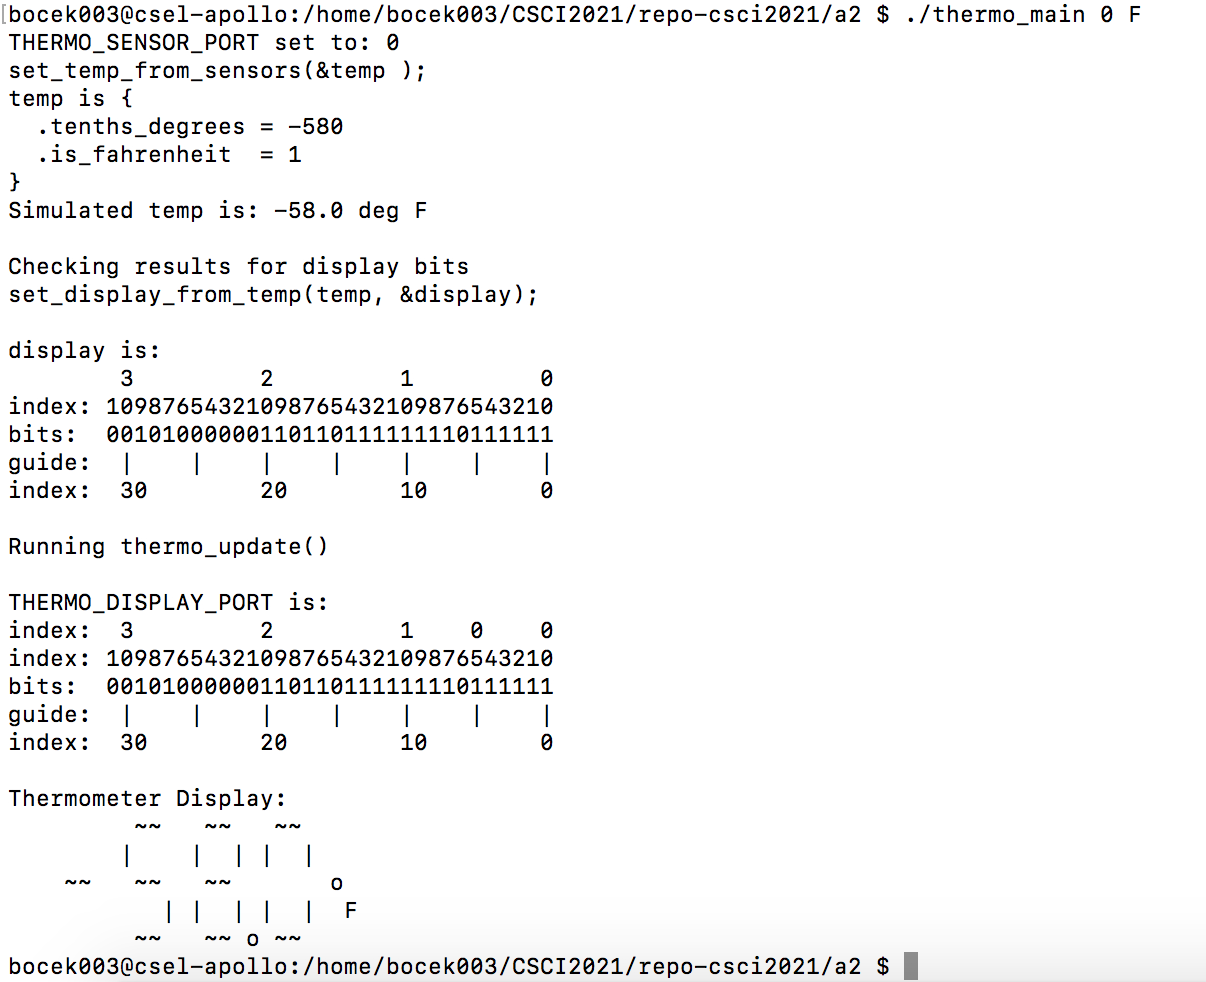 [bocek003@csel-apollo:/home/bocek003/CSCI2021/repo-csci2021/a2 $ ./thermo_main 0 F
THERMO_SENSOR_PORT set to: 0
set_temp_from_sensors(&temp );
temp is {
  .tenths_degrees = -580
  .is_fahrenheit  = 1
}
Simulated temp is: -58.0 deg F

Checking results for display bits
set_display_from_temp(temp, &display);

display is:
        3         2         1         0
index: 10987654321098765432109876543210
bits:  00101000000110110111111110111111
guide:  |    |    |    |    |    |    |
index:  30        20        10        0

Running thermo_update()

THERMO_DISPLAY_PORT is:
index:  3         2         1    0    0
index: 10987654321098765432109876543210
bits:  00101000000110110111111110111111
guide:  |    |    |    |    |    |    |
index:  30        20        10        0

Thermometer Display:
         ~~   ~~   ~~
        |    |  | |  |
    ~~   ~~   ~~       o
           | |  | |  |  F
         ~~   ~~ o ~~
bocek003@csel-apollo:/home/bocek003/CSCI2021/repo-csci2021/a2 $